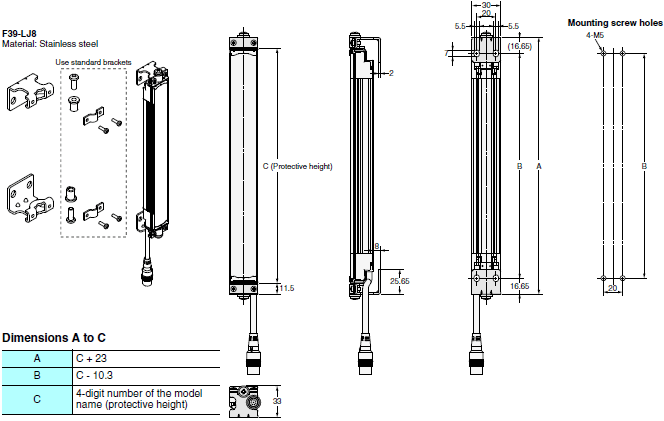 F39-LJ8
Material: Stainless steel
Use standard brackets
C (Protective height)
11.5
2
8
25.65
30
20
5.5
5.5
(16.65)
7
B
A
16.65
Mounting screw holes
4-M5
B
20
Dimensions A to C
A C + 23
B C - 10.3
C 4-digit number of the model
name (protective height)
33